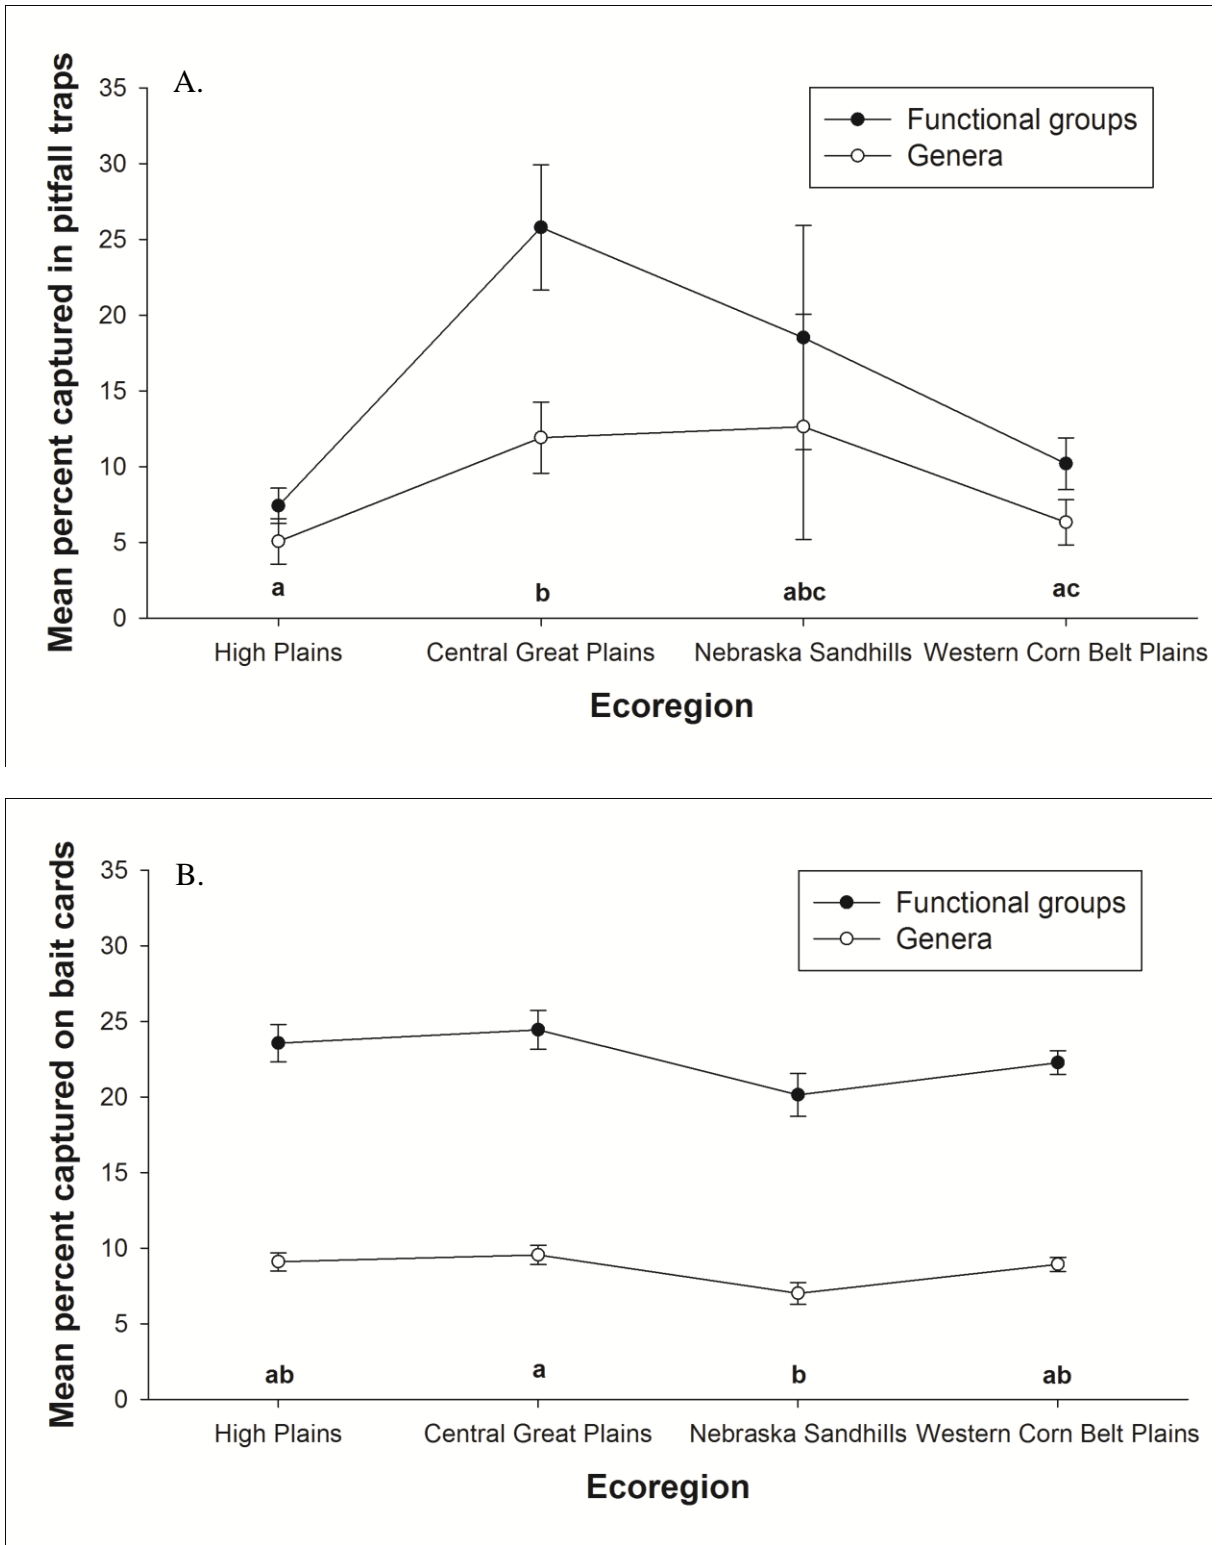 A.
Mean percent captured in pitfall traps
35
30
25
20
15
10
5
0
Functional groups
Genera
a b abc ac
High Plains Central Great Plains Nebraska Sandhills Western Corn Belt Plains
Ecoregion
B.
Mean percent captured on bait cards
35
30
25
20
15
10
5
0
Functional groups
Genera
ab a b ab
High Plains Central Great Plains Nebraska Sandhills Western Corn Belt Plains
Ecoregion